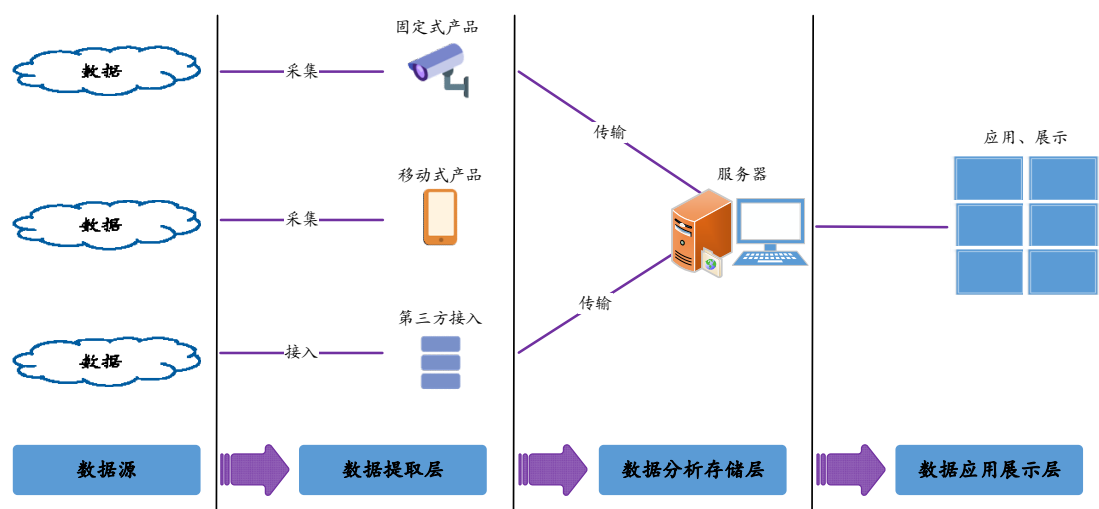 固定式产品
数据
采集
传输
应用、展示
移动式产品
服务器
数据
采集
第三方接入
传输
数据
接入
数据源
数据提取层
数据分析存储层
数据应用展示层